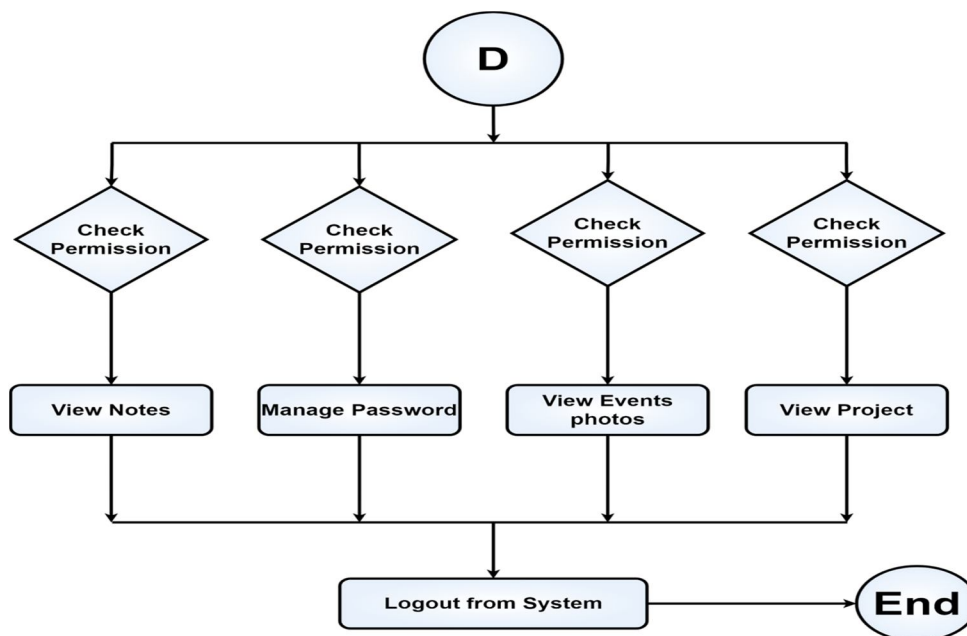 D
Check
Permission
Check
Permission
Check
Permission
Check
Permission
View Notes
Manage Password
View Events
photos
View Project
Logout from System
End